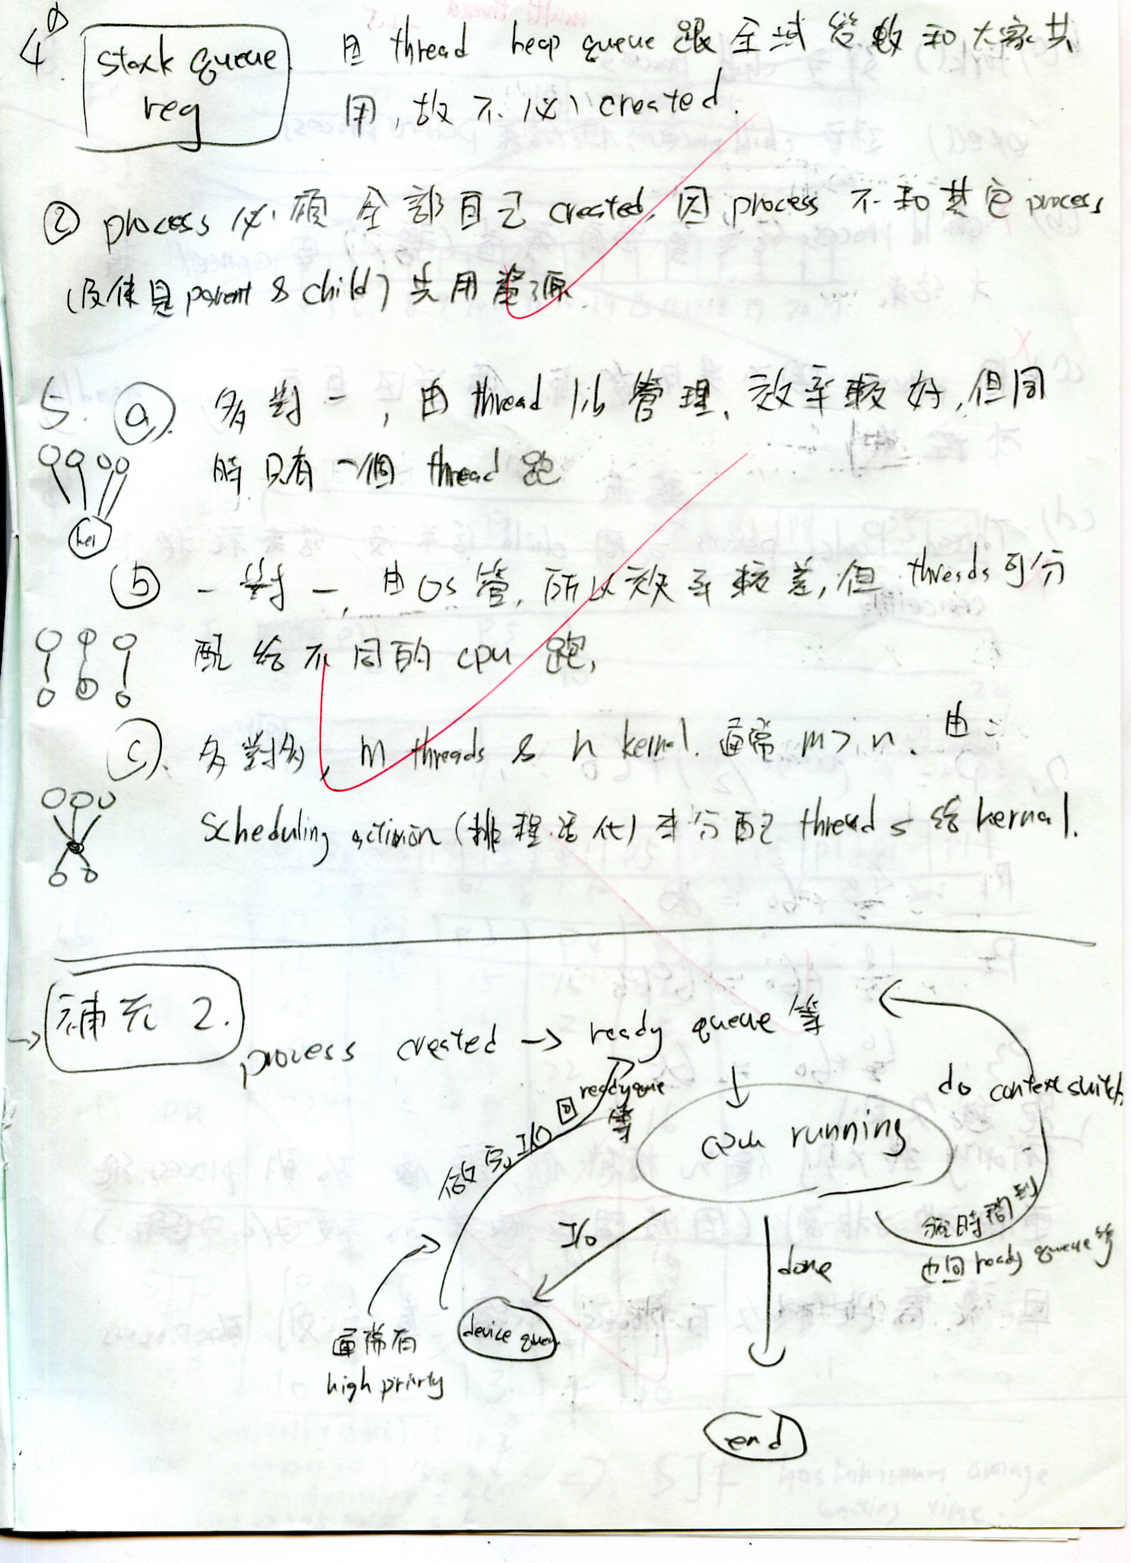 4. ① stack queue reg
因 thread heap queue 跟全域變數和大家共
用,故不必 created.
② process 必須全部自己 created, 因 process 不和其它 process
(及使是 parent & child) 共用資源
5. ⓐ 多對一, 由 thread lib 管理, 效率較好, 但同
時只有一個 thread 跑
ker
ⓑ 一對一, 由 OS 管, 所以效率較差, 但 threads 可分
配給不同的 cpu 跑,
ⓒ 多對多, m threads & n kernel. 通常 m > n. 由
Scheduling (排程) 來分配 threads 給 kernel.
補充 2.
process created → ready queue 等
do context switch
回 ready queue 等
做完 I/O
cpu running
I/O
done
時間到
也回 ready queue 等
device queue
通常有
high priority
end